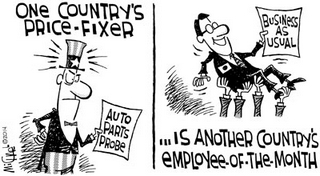 ONE COUNTRY'S
PRICE-FIXER
AUTO
PARTS
PROBE
BUSINESS
AS
USUAL
...IS ANOTHER COUNTRY'S
EMPLOYEE-OF-THE-MONTH